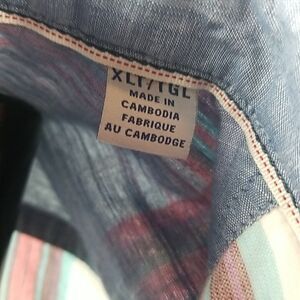 XLT/TGL
MADE IN
CAMBODIA
FABRIQUE
AU CAMBODGE